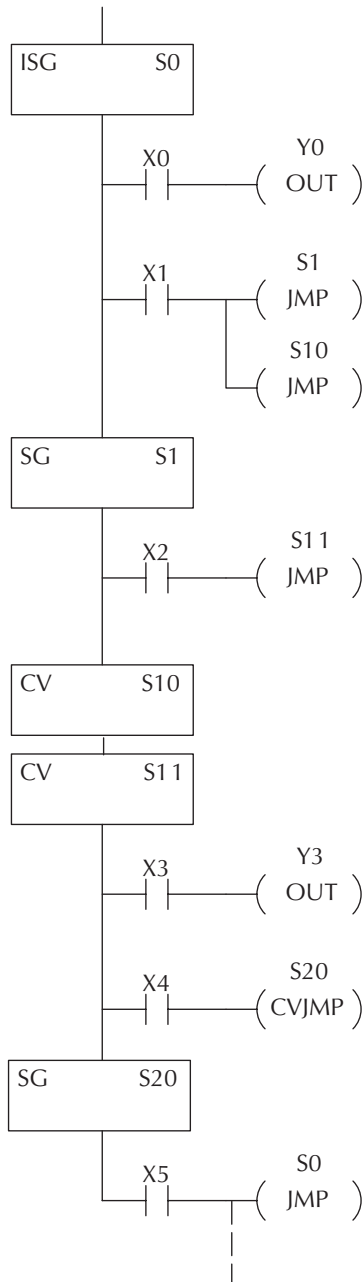 ISG S0
X0
Y0
OUT
X1
S1
JMP
S10
JMP
SG S1
X2
S11
JMP
CV S10
CV S11
X3
Y3
OUT
X4
S20
CVJMP
SG S20
X5
S0
JMP